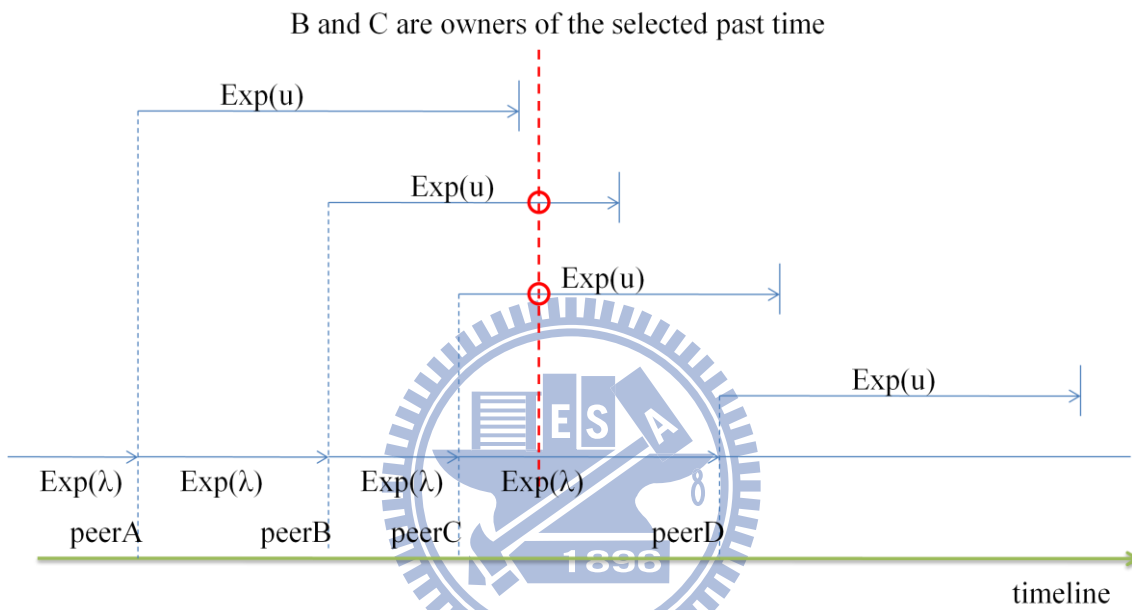 B and C are owners of the selected past time
Exp(u)
Exp(u)
Exp(u)
Exp(u)
Exp(λ) Exp(λ) Exp(λ) Exp(λ)
peerA peerB peerC peerD
timeline
E S A
1896